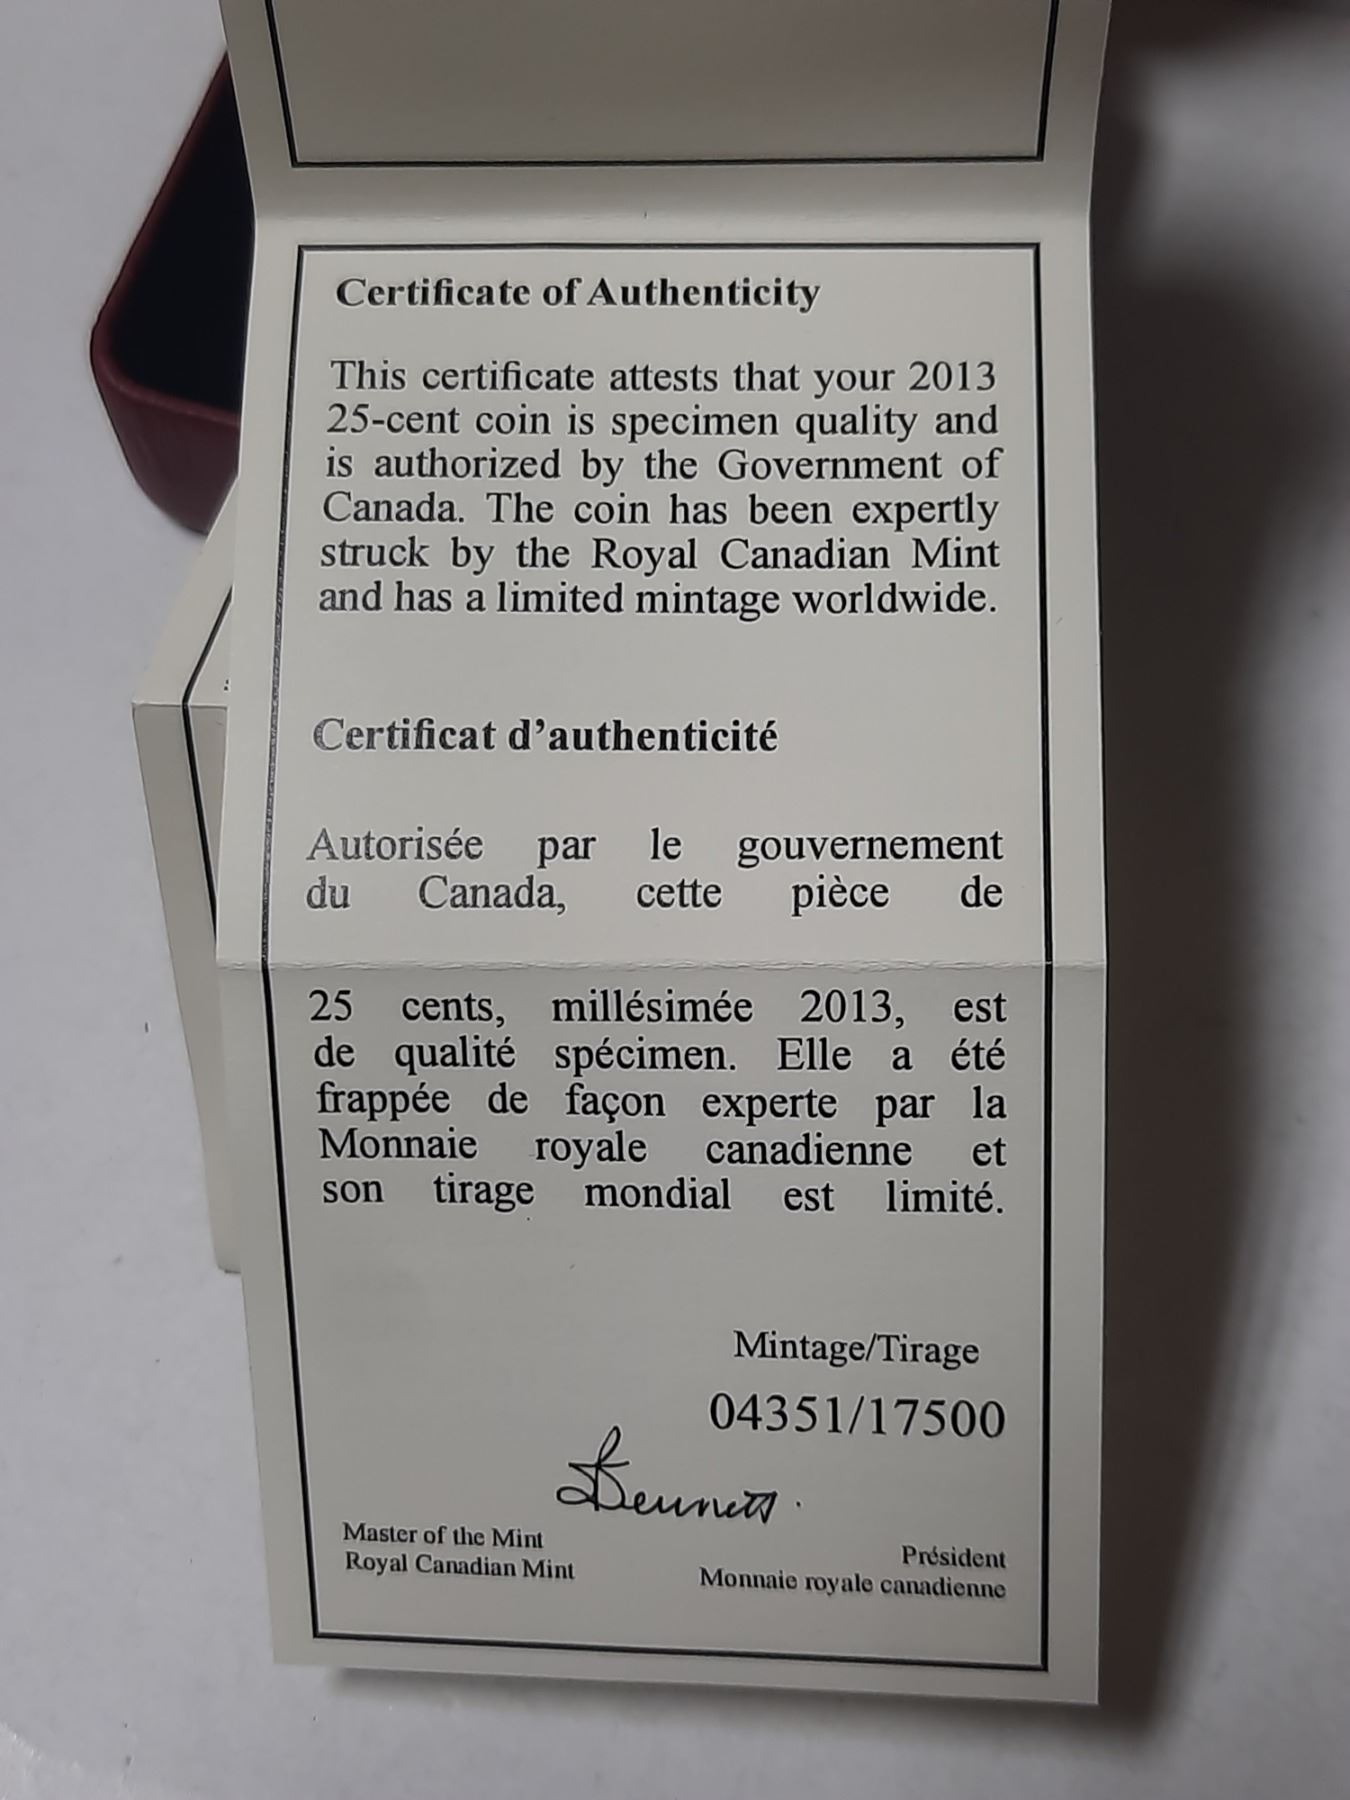 Certificate of Authenticity
This certificate attests that your 2013
25-cent coin is specimen quality and
is authorized by the Government of
Canada. The coin has been expertly
struck by the Royal Canadian Mint
and has a limited mintage worldwide.
Certificat d’authenticité
Autorisée par le gouvernement
du Canada, cette pièce de
25 cents, millésimée 2013, est
de qualité spécimen. Elle a été
frappée de façon experte par la
Monnaie royale canadienne et
son tirage mondial est limité.
Mintage/Tirage
04351/17500
Bennett
Master of the Mint
Royal Canadian Mint
Président
Monnaie royale canadienne